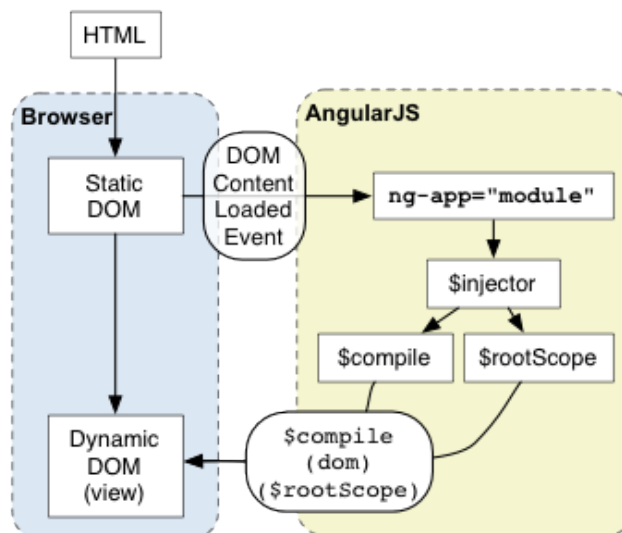 HTML
Browser
AngularJS
Static
DOM
DOM
Content
Loaded
Event
ng-app="module"
$injector
$compile
$rootScope
$compile
(dom)
($rootScope)
Dynamic
DOM
(view)